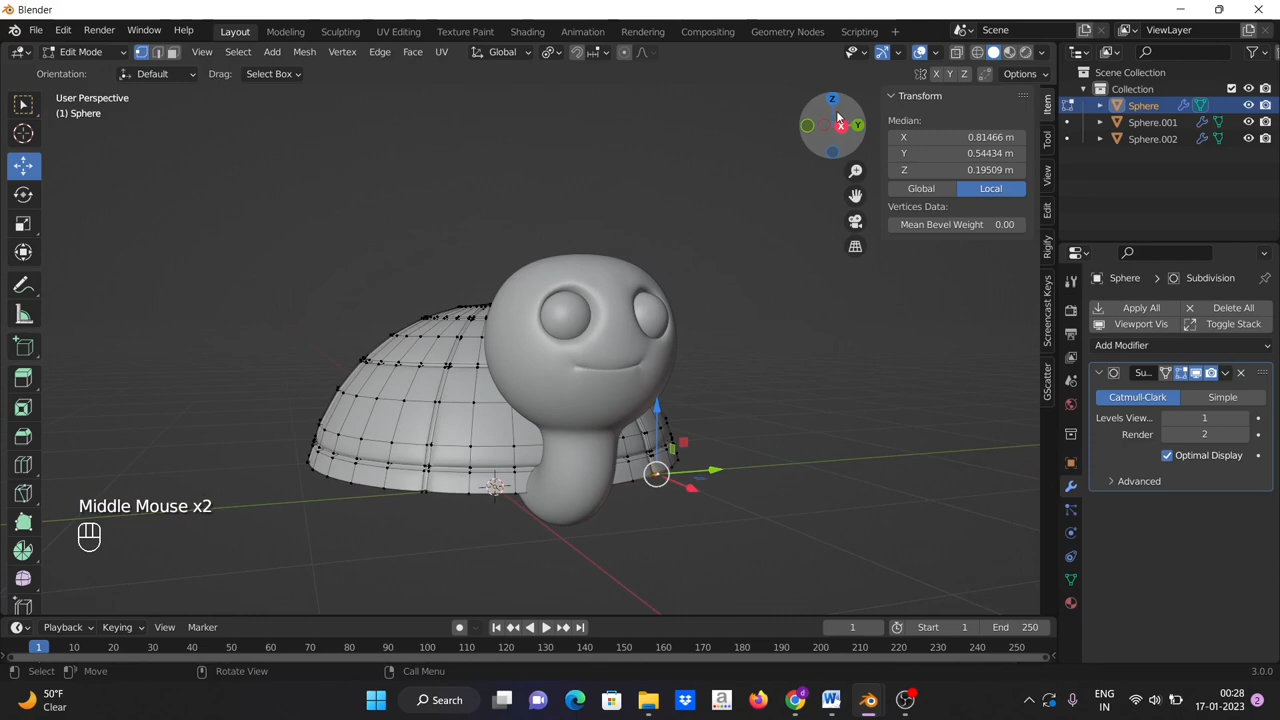 Blender
File Edit Render Window Help
Layout Modeling Sculpting UV Editing Texture Paint Shading Animation Rendering Compositing Geometry Nodes Scripting
Scene
ViewLayer
Edit Mode
View Select Add Mesh Vertex Edge Face UV
Global
Orientation: Default Drag: Select Box
X Y Z
Options
User Perspective
(1) Sphere
Z
X
Y
Transform
Median:
X 0.81466 m
Y 0.54434 m
Z 0.19509 m
Global Local
Vertices Data:
Mean Bevel Weight 0.00
Item
Tool
View
Edit
Rigify
Screencast Keys
GScatter
Scene Collection
Collection
Sphere
Sphere.001
Sphere.002
Sphere > Subdivision
Apply All Delete All
Viewport Vis Toggle Stack
Add Modifier
Su...
Catmull-Clark Simple
Levels View... 1
Render 2
Optimal Display
Advanced
Middle Mouse x2
Playback Keying View Marker
1
Start 1 End 250
1 10 20 30 40 50 60 70 80 90 100 110 120 130 140 150 160 170 180 190 200 210 220 230 240 250
Select Move Rotate View Call Menu
3.0.0
50°F
Clear
Search
ENG
IN
00:28
17-01-2023
2